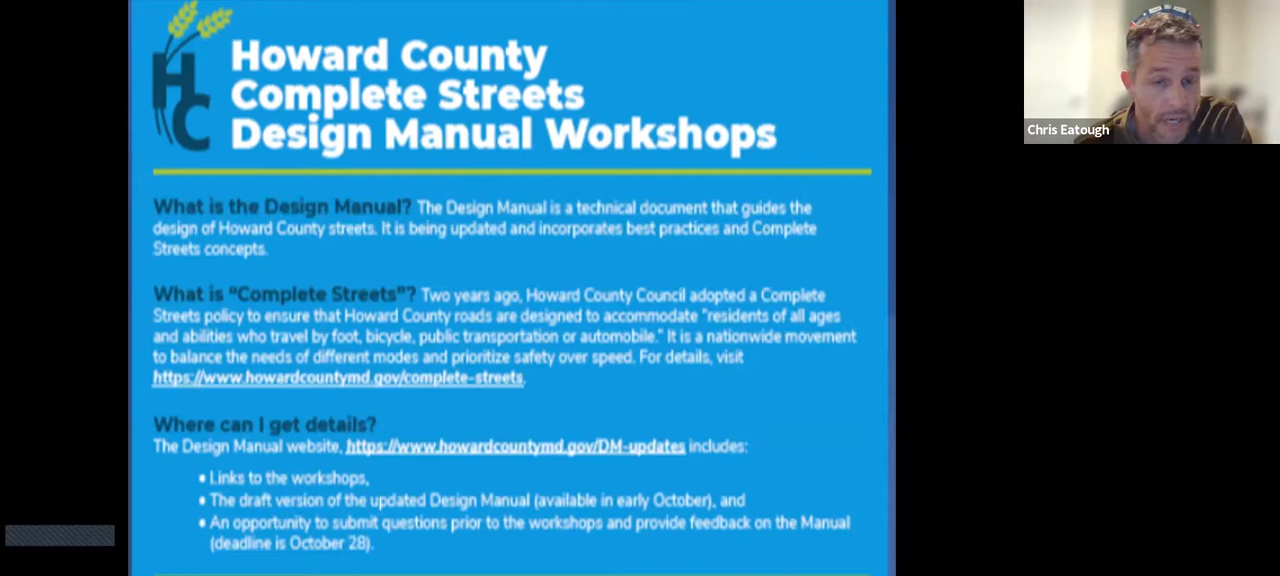 HC
Howard County
Complete Streets
Design Manual Workshops
What is the Design Manual? The Design Manual is a technical document that guides the
design of Howard County streets. It is being updated and incorporates best practices and Complete
Streets concepts.
What is “Complete Streets”? Two years ago, Howard County Council adopted a Complete
Streets policy to ensure that Howard County roads are designed to accommodate “residents of all ages
and abilities who travel by foot, bicycle, public transportation or automobile.” It is a nationwide movement
to balance the needs of different modes and prioritize safety over speed. For details, visit
https://www.howardcountymd.gov/complete-streets.
Where can I get details?
The Design Manual website, https://www.howardcountymd.gov/DM-updates includes:
• Links to the workshops,
• The draft version of the updated Design Manual (available in early October), and
• An opportunity to submit questions prior to the workshops and provide feedback on the Manual
(deadline is October 28).
Chris Eatough